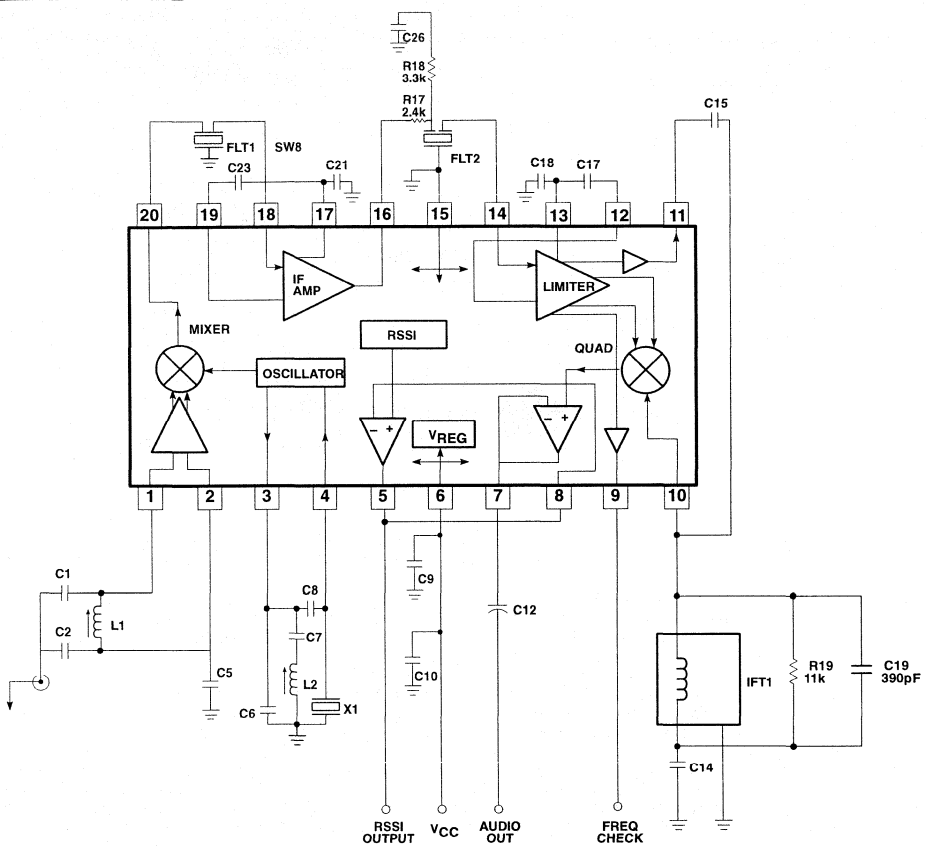 C26
R18
3.3k
R17
2.4k
C15
FLT1
SW8
FLT2
C23
C21
C18
C17
20
19
18
17
16
15
14
13
12
11
IF
AMP
LIMITER
MIXER
RSSI
QUAD
OSCILLATOR
– +
VREG
– +
1
2
3
4
5
6
7
8
9
10
C1
C2
L1
C5
C8
C7
L2
C6
X1
C9
C10
C12
IFT1
R19
11k
C19
390pF
C14
RSSI
OUTPUT
VCC
AUDIO
OUT
FREQ
CHECK